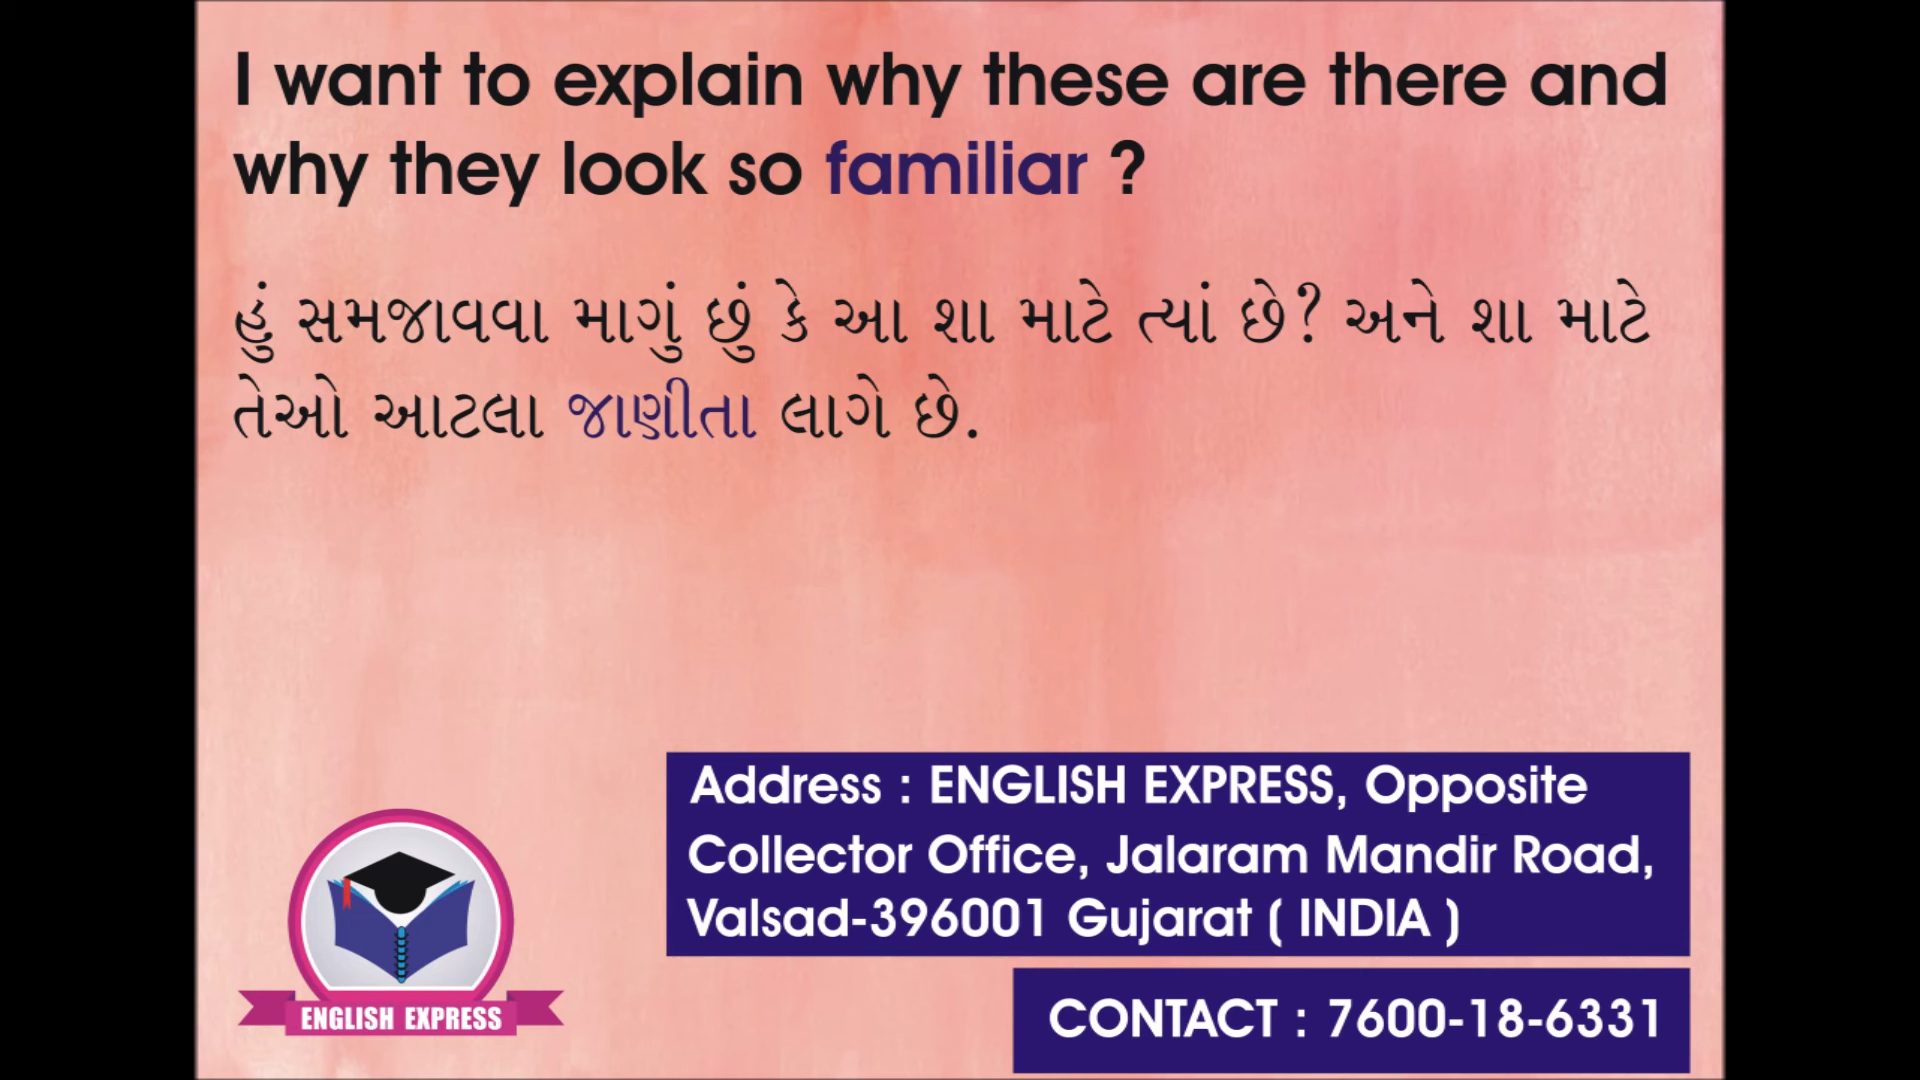 I want to explain why these are there and
why they look so familiar ?
હું સમજાવવા માગું છું કે આ શા માટે ત્યાં છે? અને શા માટે
તેઓ આટલા જાણીતા લાગે છે.
Address : ENGLISH EXPRESS, Opposite
Collector Office, Jalaram Mandir Road,
Valsad-396001 Gujarat ( INDIA )
ENGLISH EXPRESS
CONTACT : 7600-18-6331